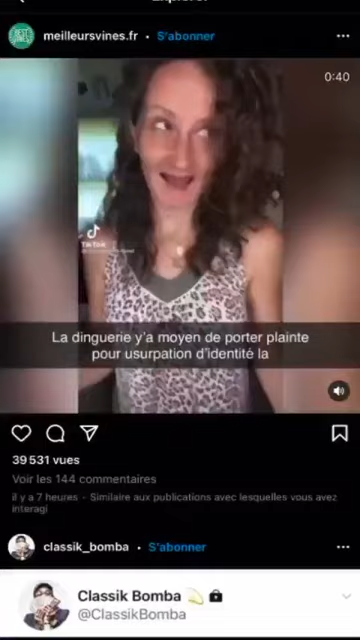 meilleursvines.fr • S'abonner
0:40
TikTok
La dinguerie y'a moyen de porter plainte
pour usurpation d'identité la
39 531 vues
Voir les 144 commentaires
il y a 7 heures - Similaire aux publications avec lesquelles vous avez
interagi
classik_bomba • S'abonner
Classik Bomba
@ClassikBomba